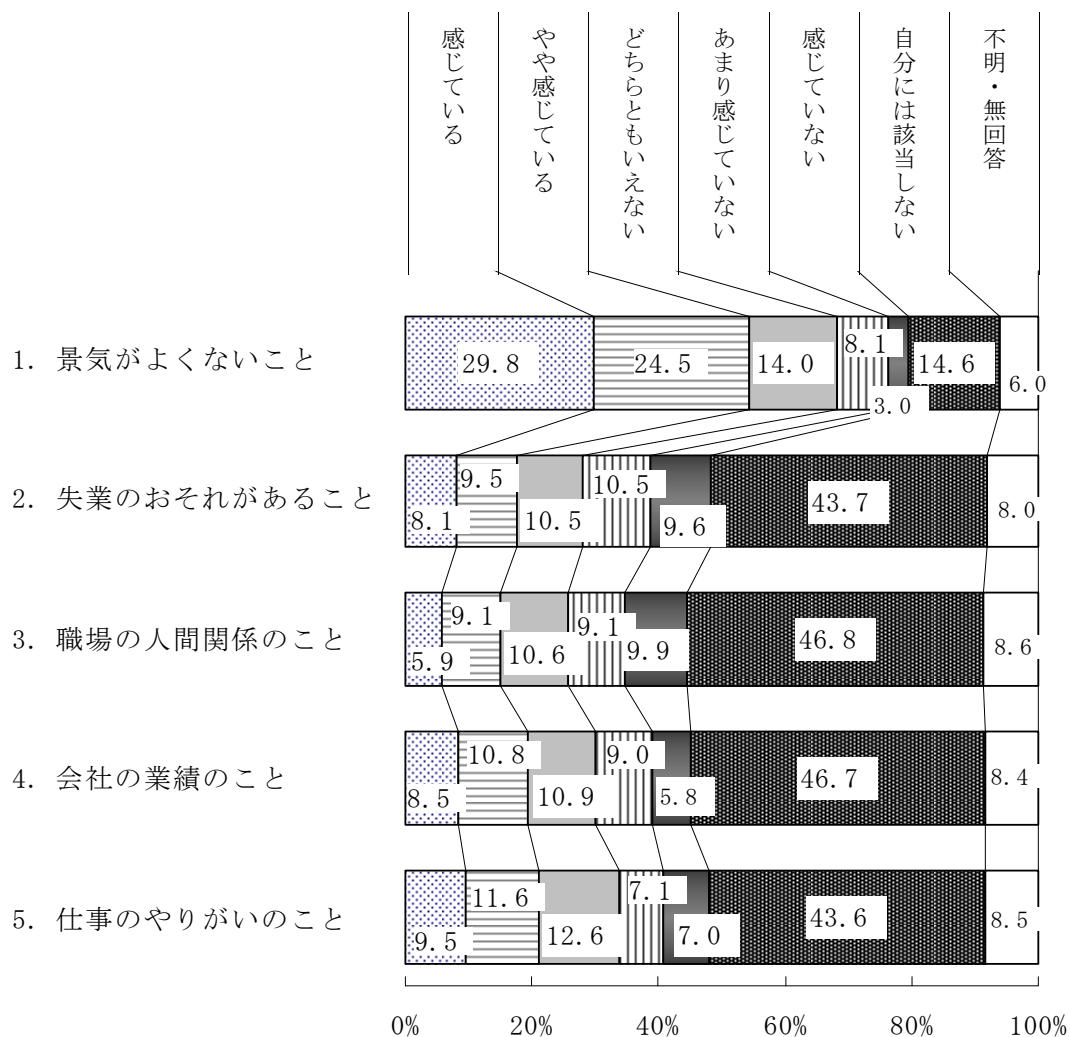 感じている
やや感じている
どちらともいえない
あまり感じていない
感じていない
自分には該当しない
不明・無回答
1. 景気がよくないこと
29.8
24.5
14.0
8.1
3.0
14.6
6.0
2. 失業のおそれがあること
8.1
9.5
10.5
10.5
9.6
43.7
8.0
3. 職場の人間関係のこと
5.9
9.1
10.6
9.1
9.9
46.8
8.6
4. 会社の業績のこと
8.5
10.8
10.9
9.0
5.8
46.7
8.4
5. 仕事のやりがいのこと
9.5
11.6
12.6
7.1
7.0
43.6
8.5
0% 20% 40% 60% 80% 100%